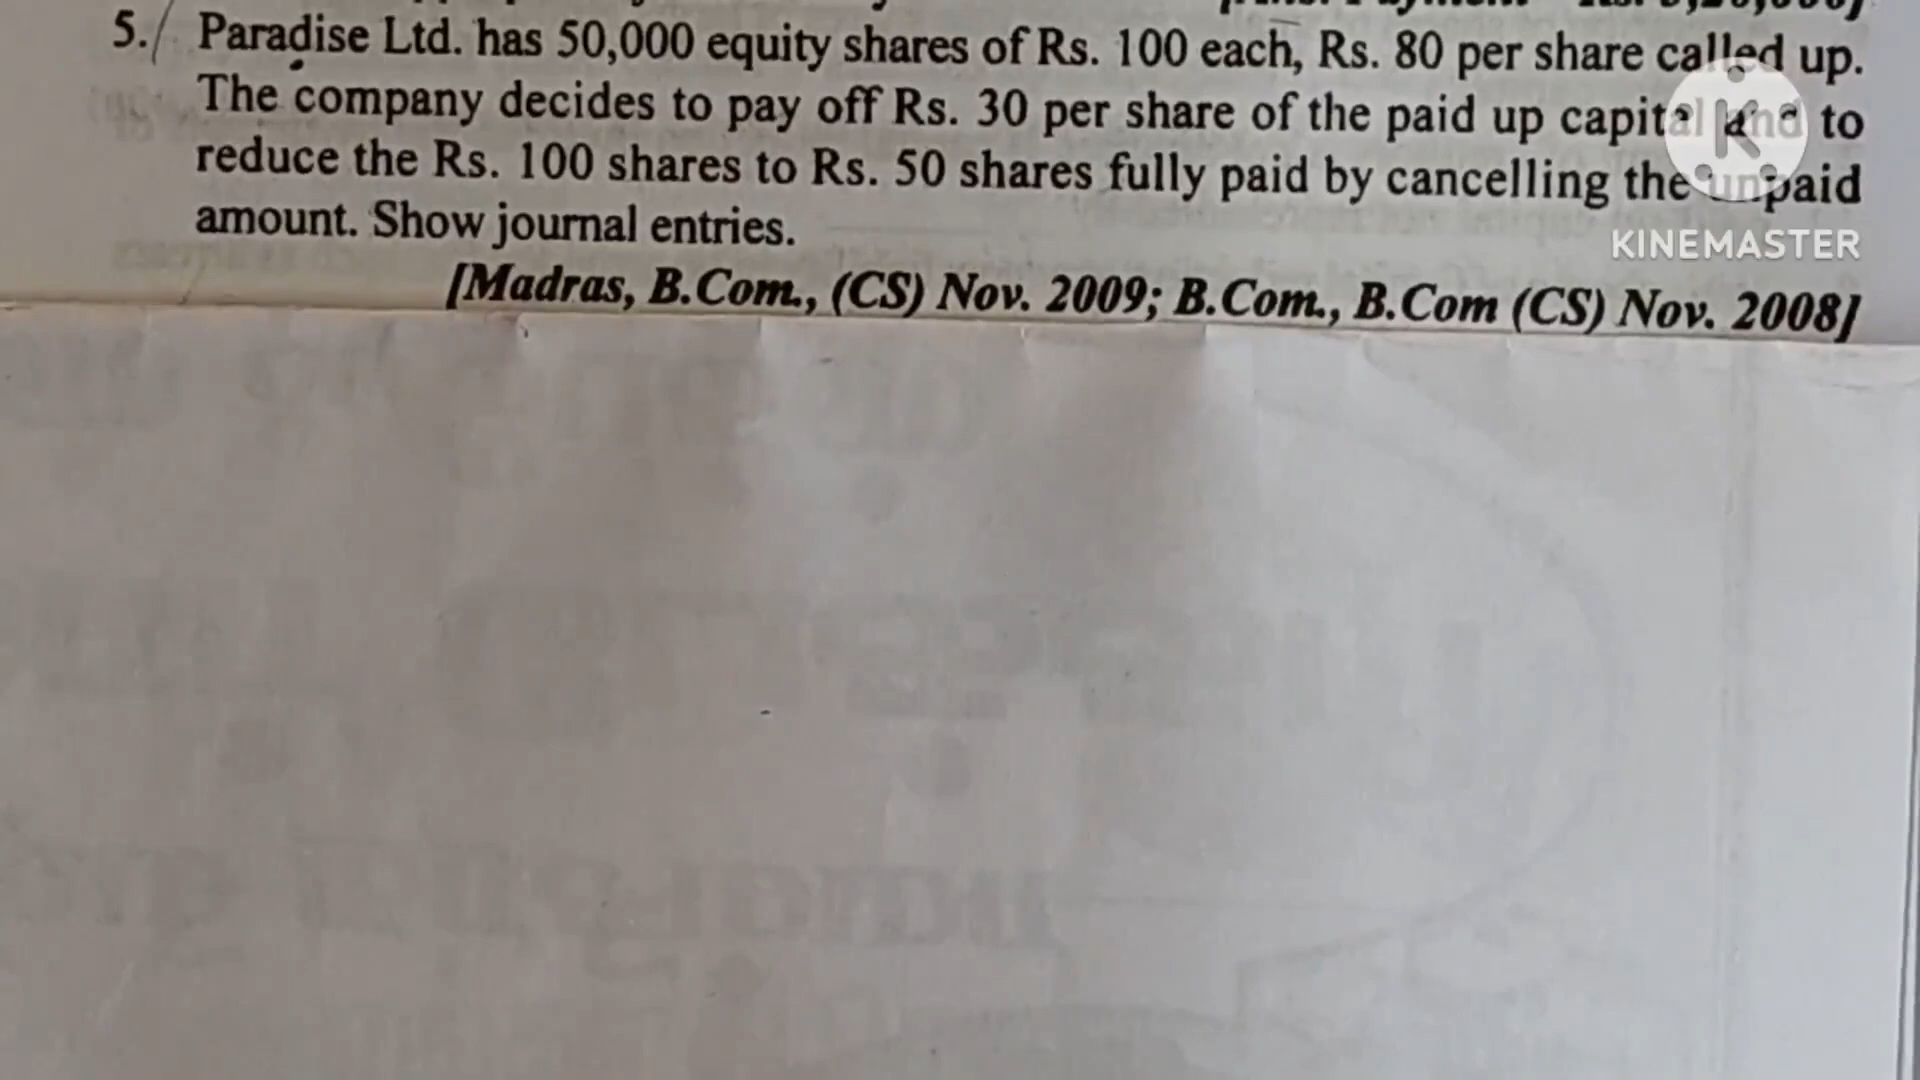 5. Paradise Ltd. has 50,000 equity shares of Rs. 100 each, Rs. 80 per share called up.
The company decides to pay off Rs. 30 per share of the paid up capital and to
reduce the Rs. 100 shares to Rs. 50 shares fully paid by cancelling the unpaid
amount. Show journal entries.
KINEMASTER
[Madras, B.Com., (CS) Nov. 2009; B.Com., B.Com (CS) Nov. 2008]